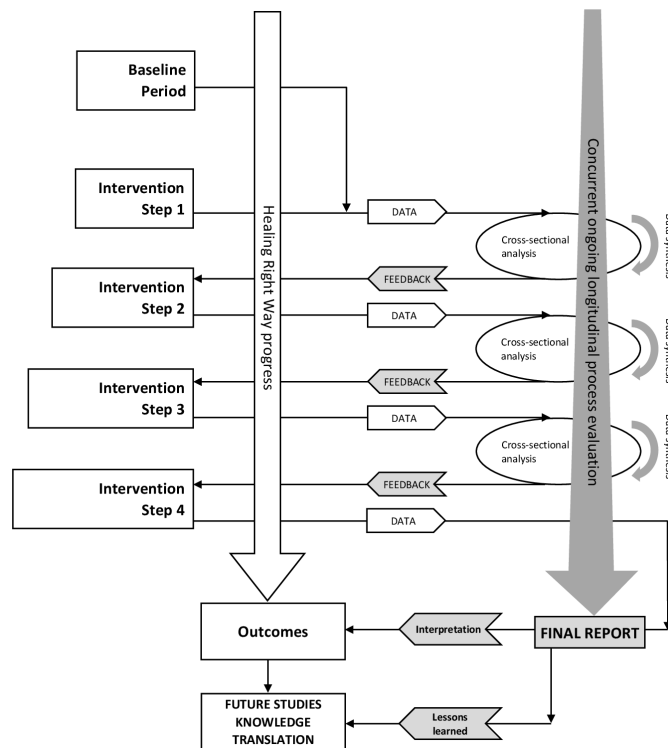 Baseline
Period
Intervention
Step 1
DATA
Cross-sectional
analysis
FEEDBACK
Intervention
Step 2
DATA
Cross-sectional
analysis
FEEDBACK
Intervention
Step 3
DATA
Cross-sectional
analysis
FEEDBACK
Intervention
Step 4
DATA
Healing Right Way progress
Concurrent ongoing longitudinal process evaluation
Outcomes
Interpretation
FINAL REPORT
FUTURE STUDIES
KNOWLEDGE
TRANSLATION
Lessons
learned